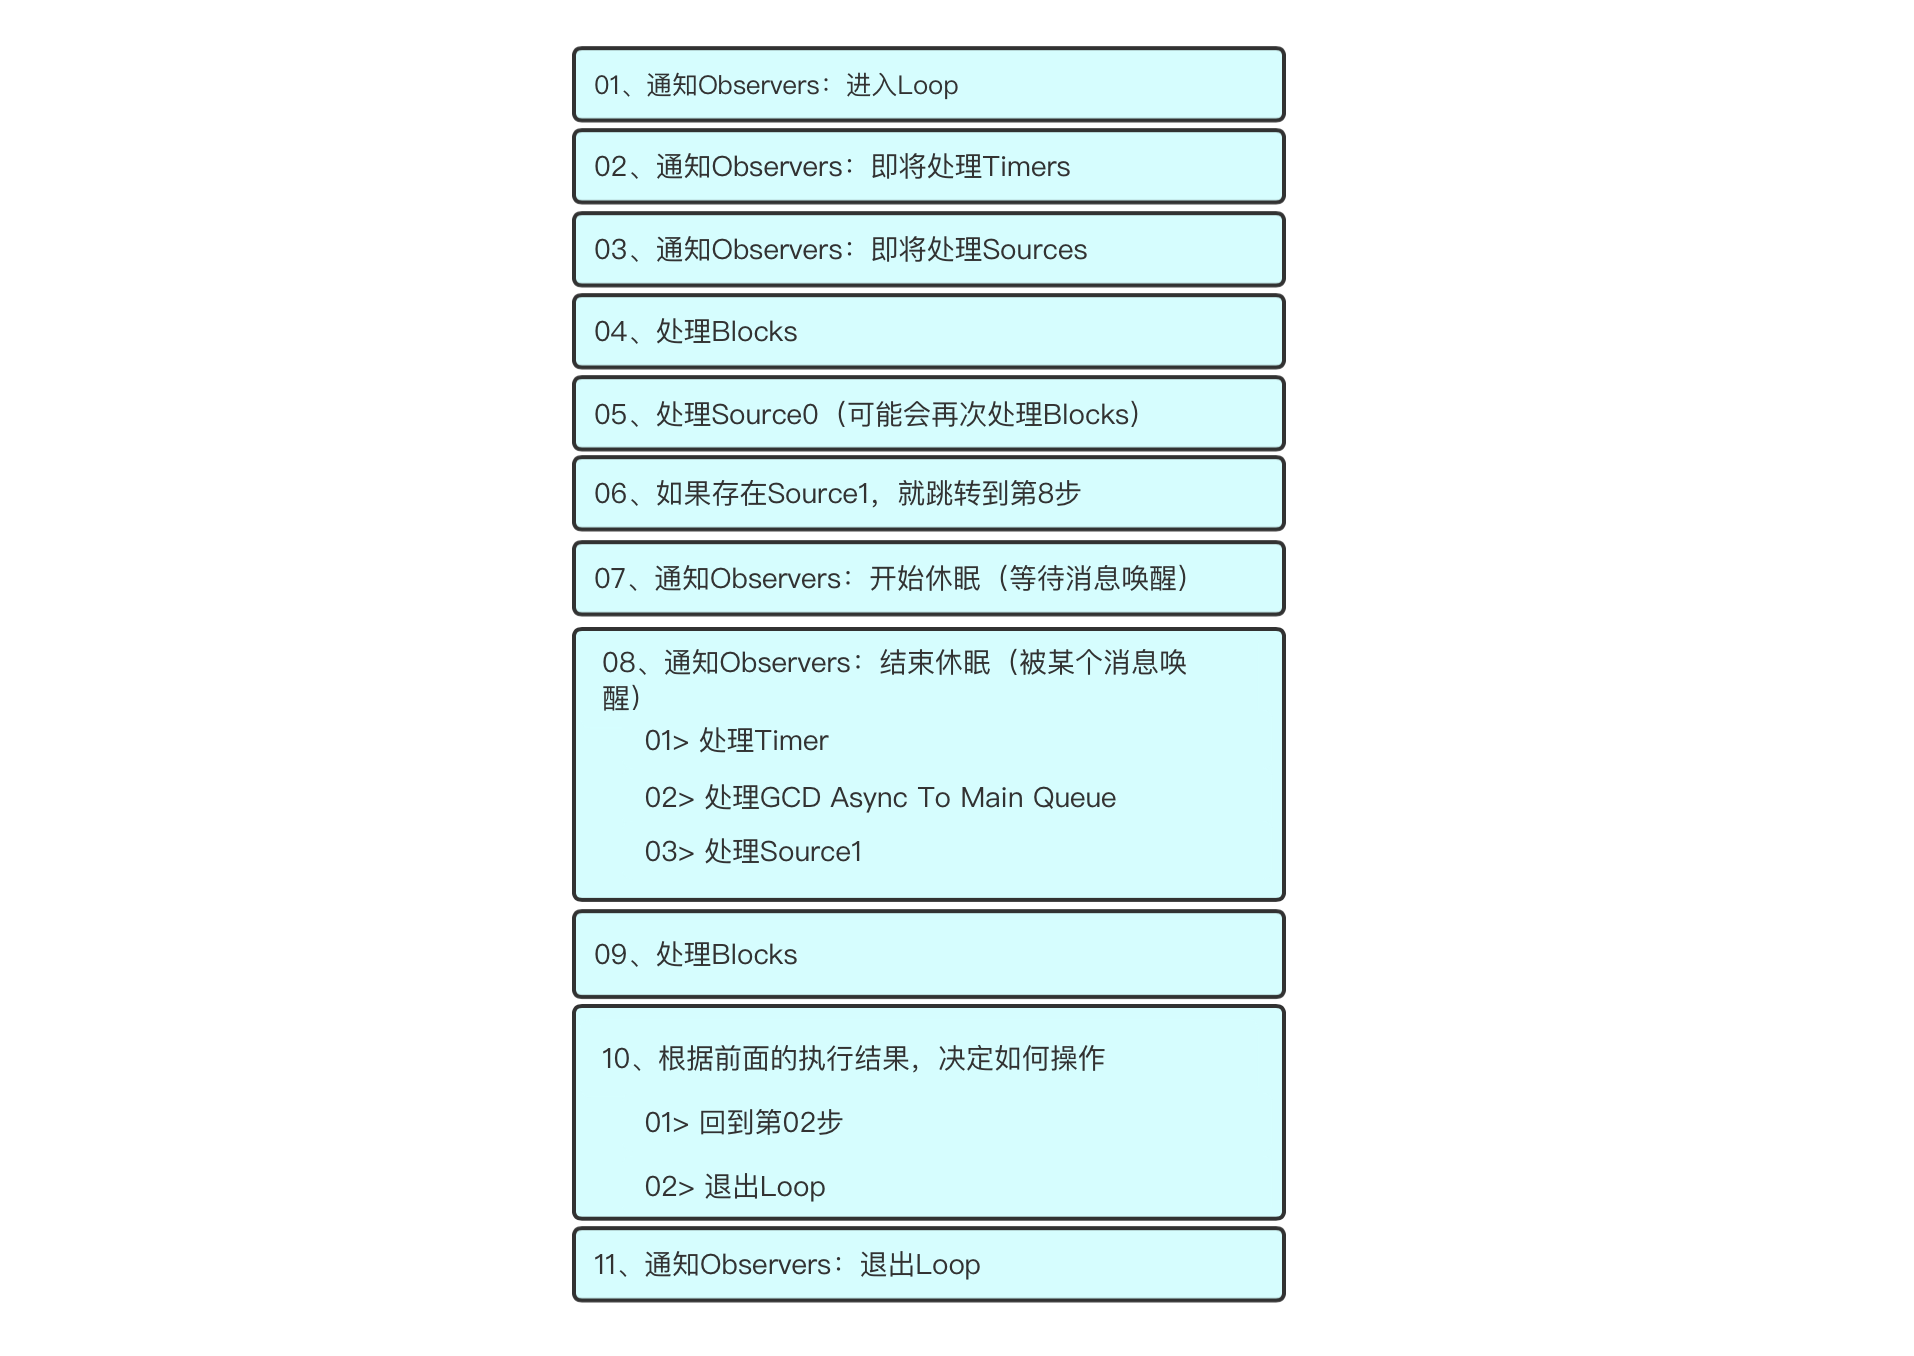 01、通知Observers：进入Loop
02、通知Observers：即将处理Timers
03、通知Observers：即将处理Sources
04、处理Blocks
05、处理Source0（可能会再次处理Blocks）
06、如果存在Source1，就跳转到第8步
07、通知Observers：开始休眠（等待消息唤醒）
08、通知Observers：结束休眠（被某个消息唤
醒）
01> 处理Timer
02> 处理GCD Async To Main Queue
03> 处理Source1
09、处理Blocks
10、根据前面的执行结果，决定如何操作
01> 回到第02步
02> 退出Loop
11、通知Observers：退出Loop